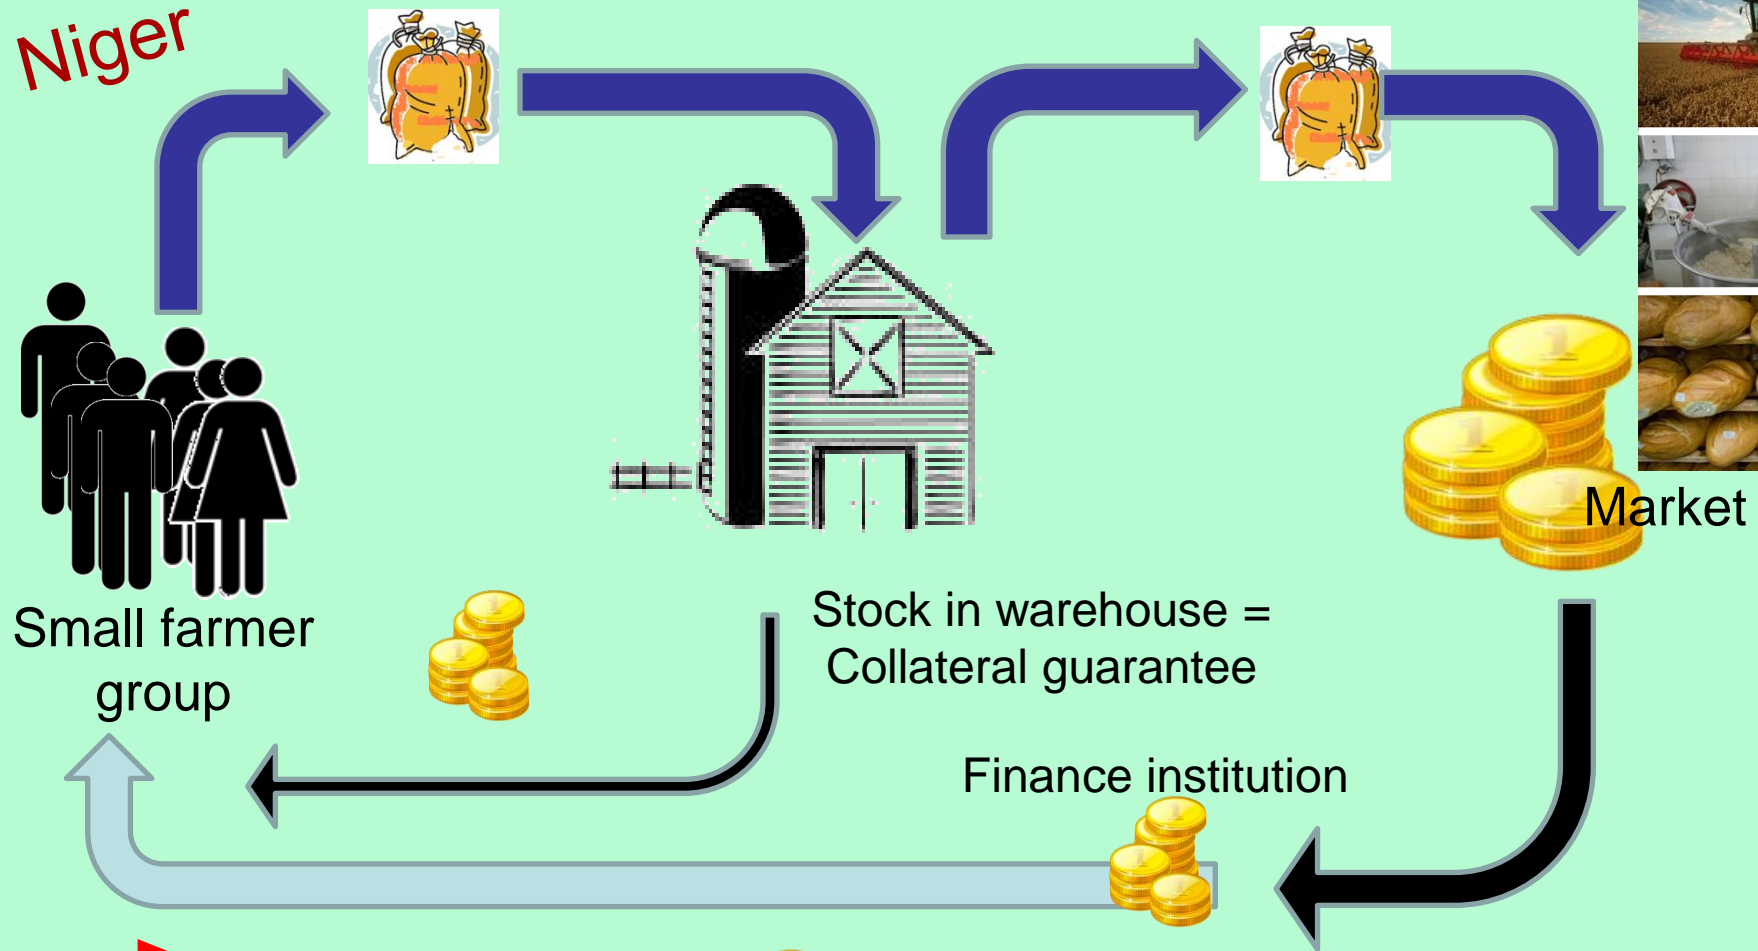 Niger
Small farmer
group
Stock in warehouse =
Collateral guarantee
Finance institution
Market